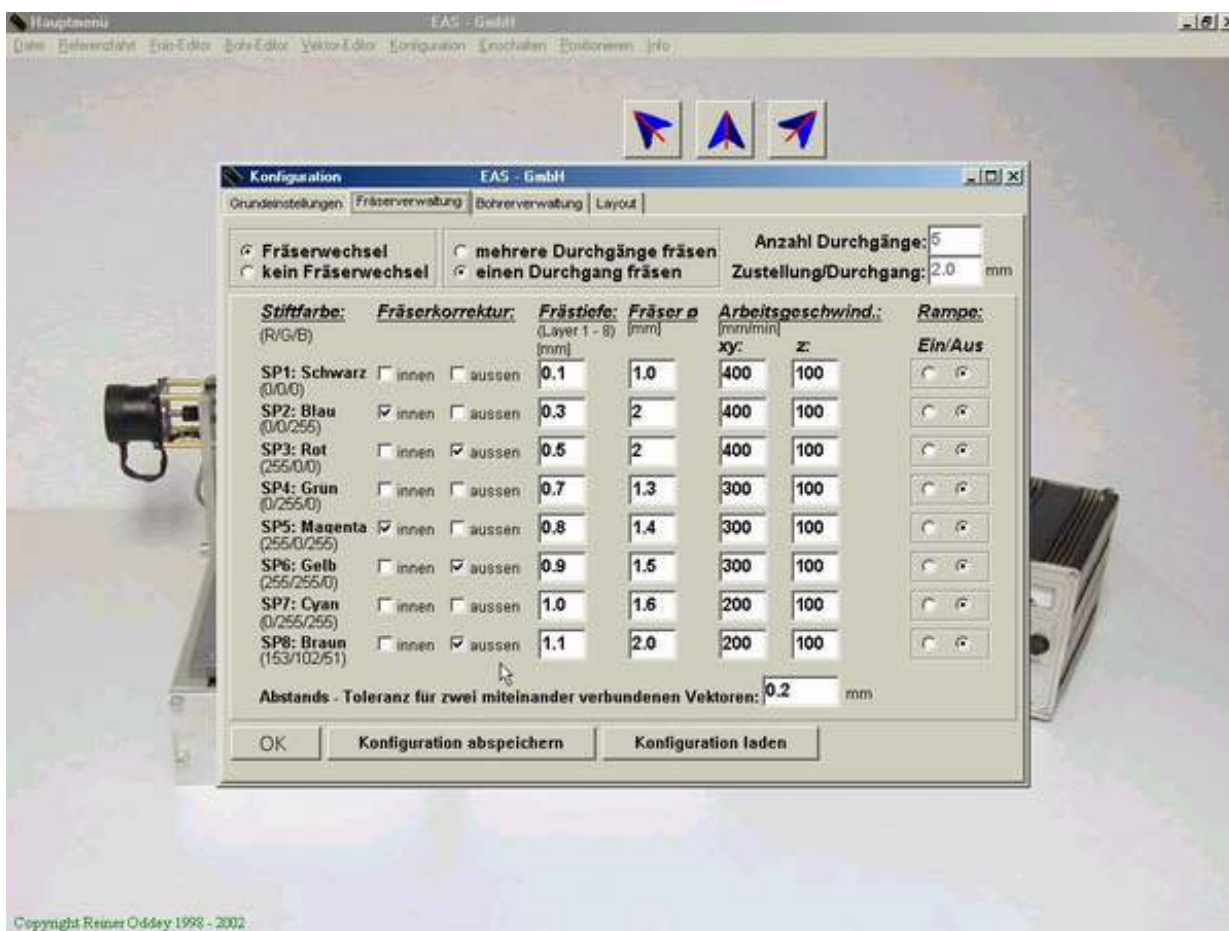 Hauptmenü EAS - GmbH
Datei Referenzfahrt Fräs-Editor Bohr-Editor Vektor-Editor Konfiguration Einschalten Positionieren Info
Konfiguration EAS - GmbH
Grundeinstellungen Fräserverwaltung Bohrerverwaltung Layout
Fräserwechsel mehrere Durchgänge fräsen Anzahl Durchgänge: 5
kein Fräserwechsel einen Durchgang fräsen Zustellung/Durchgang: 2.0 mm
Stiftfarbe: Fräserkorrektur: Frästiefe: Fräser ø Arbeitsgeschwind.: Rampe:
(R/G/B) (Layer 1 - 8) [mm] [mm/min]
[mm] xy: z: Ein/Aus
SP1: Schwarz innen aussen 0.1 1.0 400 100
(0/0/0)
SP2: Blau innen aussen 0.3 2 400 100
(0/0/255)
SP3: Rot innen aussen 0.5 2 400 100
(255/0/0)
SP4: Grün innen aussen 0.7 1.3 300 100
(0/255/0)
SP5: Magenta innen aussen 0.8 1.4 300 100
(255/0/255)
SP6: Gelb innen aussen 0.9 1.5 300 100
(255/255/0)
SP7: Cyan innen aussen 1.0 1.6 200 100
(0/255/255)
SP8: Braun innen aussen 1.1 2.0 200 100
(153/102/51)
Abstands - Toleranz für zwei miteinander verbundenen Vektoren: 0.2 mm
OK Konfiguration abspeichern Konfiguration laden
Copyright Reiner Oddey 1998 - 2002